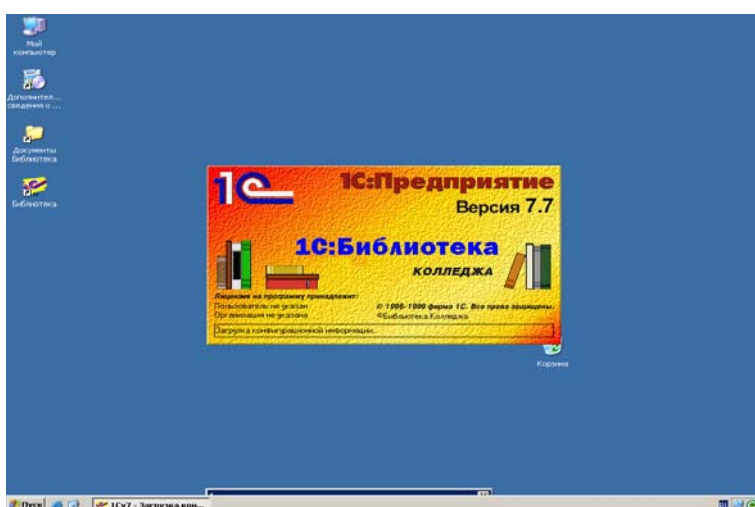 Мой
компьютер
Дополнител...
сведения о ...
Документы
Библиотека
Библиотека
1С
1С:Предприятие
Версия 7.7
1С:Библиотека
КОЛЛЕДЖА
Лицензия на программу принадлежит:
Пользователь не указан
Организация не указана
© 1996-1999 фирма 1С. Все права защищены.
©Библиотека Колледжа
Загрузка конфигурационной информации...
Корзина
Пуск
1Cv7 - Загрузка кон...